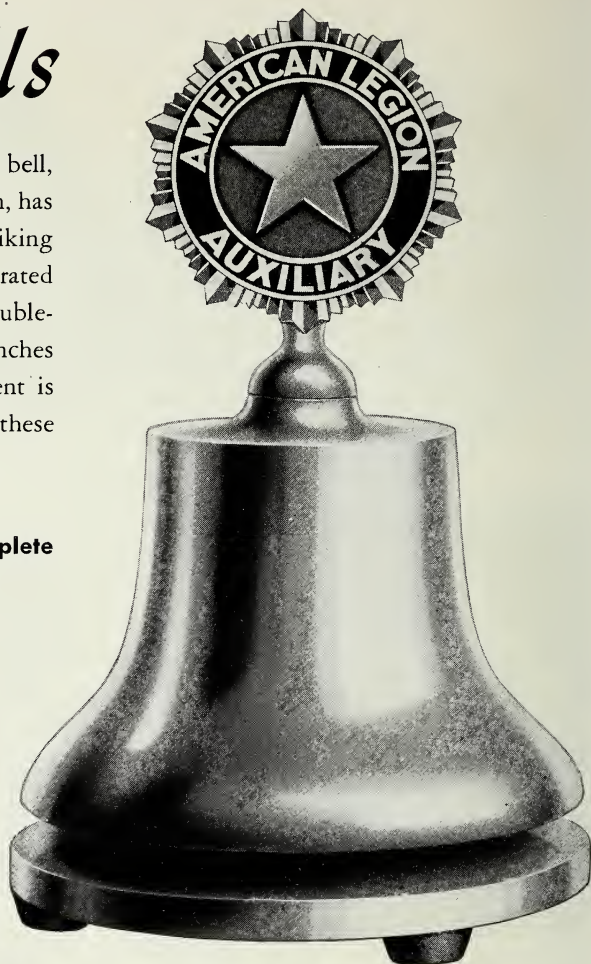 ls
bell,
n, has
iking
rated
uble-
nches
ent is
these
plete
AMERICAN LEGION
AUXILIARY